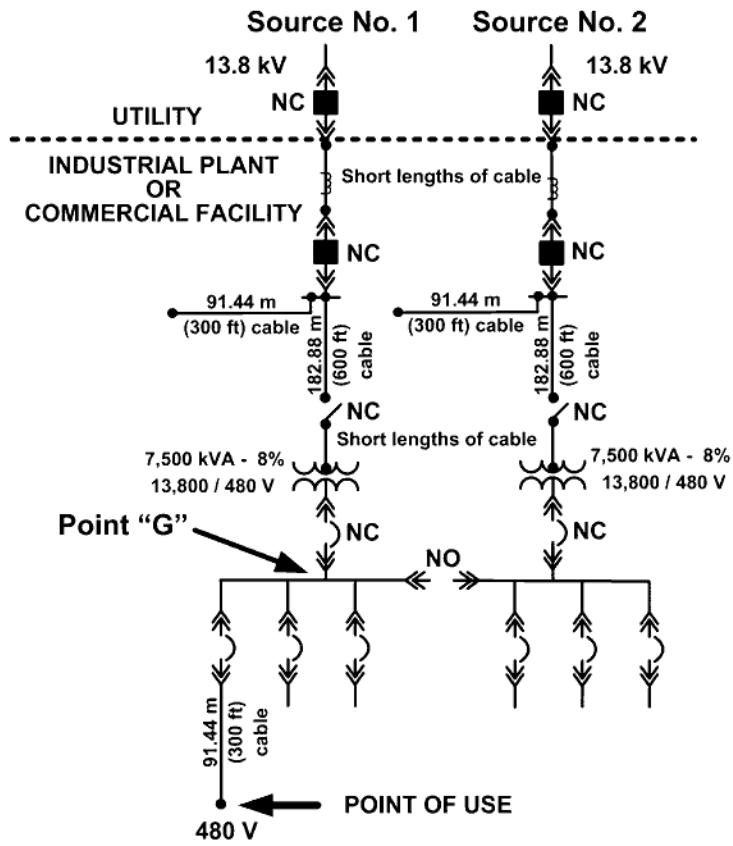 Source No. 1
Source No. 2
13.8 kV
13.8 kV
NC
NC
UTILITY
INDUSTRIAL PLANT
OR
COMMERCIAL FACILITY
Short lengths of cable
NC
NC
91.44 m
(300 ft) cable
91.44 m
(300 ft) cable
182.88 m
(600 ft)
cable
182.88 m
(600 ft)
cable
NC
NC
Short lengths of cable
7,500 kVA - 8%
13,800 / 480 V
7,500 kVA - 8%
13,800 / 480 V
Point “G”
NC
NC
NO
91.44 m
(300 ft)
cable
POINT OF USE
480 V